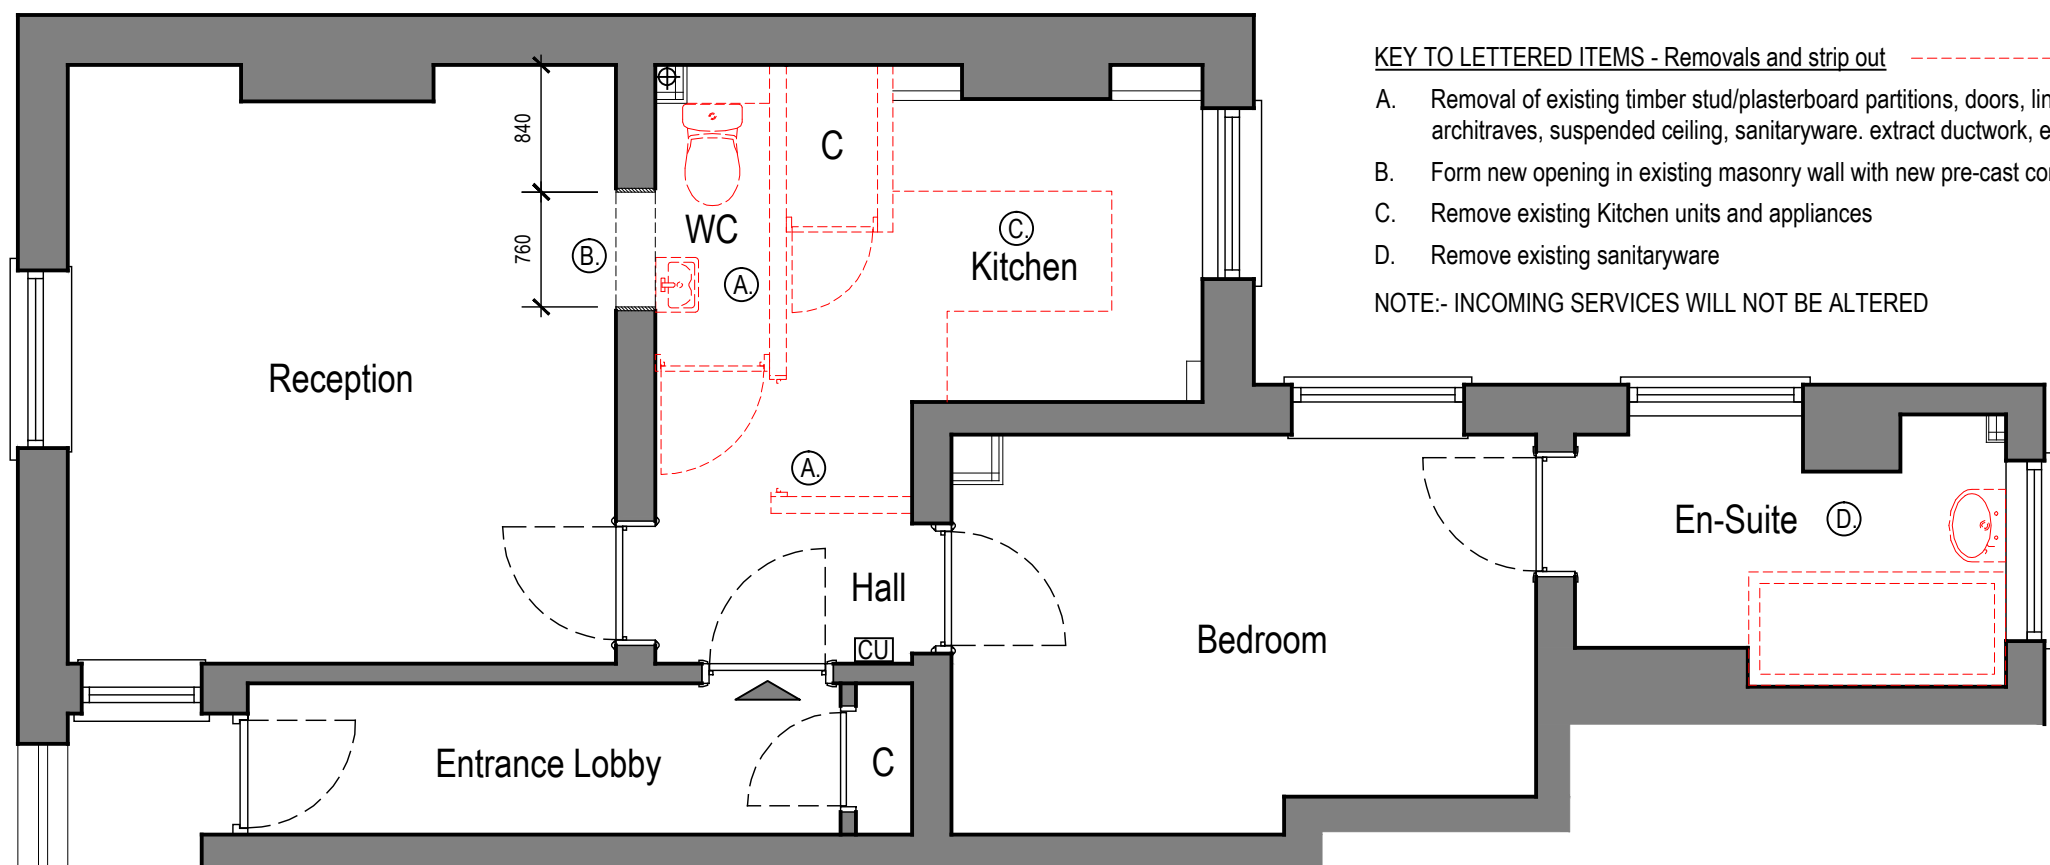 KEY TO LETTERED ITEMS - Removals and strip out
A. Removal of existing timber stud/plasterboard partitions, doors,
architraves, suspended ceiling, sanitaryware. extract ductwork,
B. Form new opening in existing masonry wall with new pre-cast
C. Remove existing Kitchen units and appliances
D. Remove existing sanitaryware
NOTE:- INCOMING SERVICES WILL NOT BE ALTERED
840
760
B.
WC
A.
C
C.
Kitchen
Reception
A.
Hall
CU
Bedroom
En-Suite
D.
Entrance Lobby
C